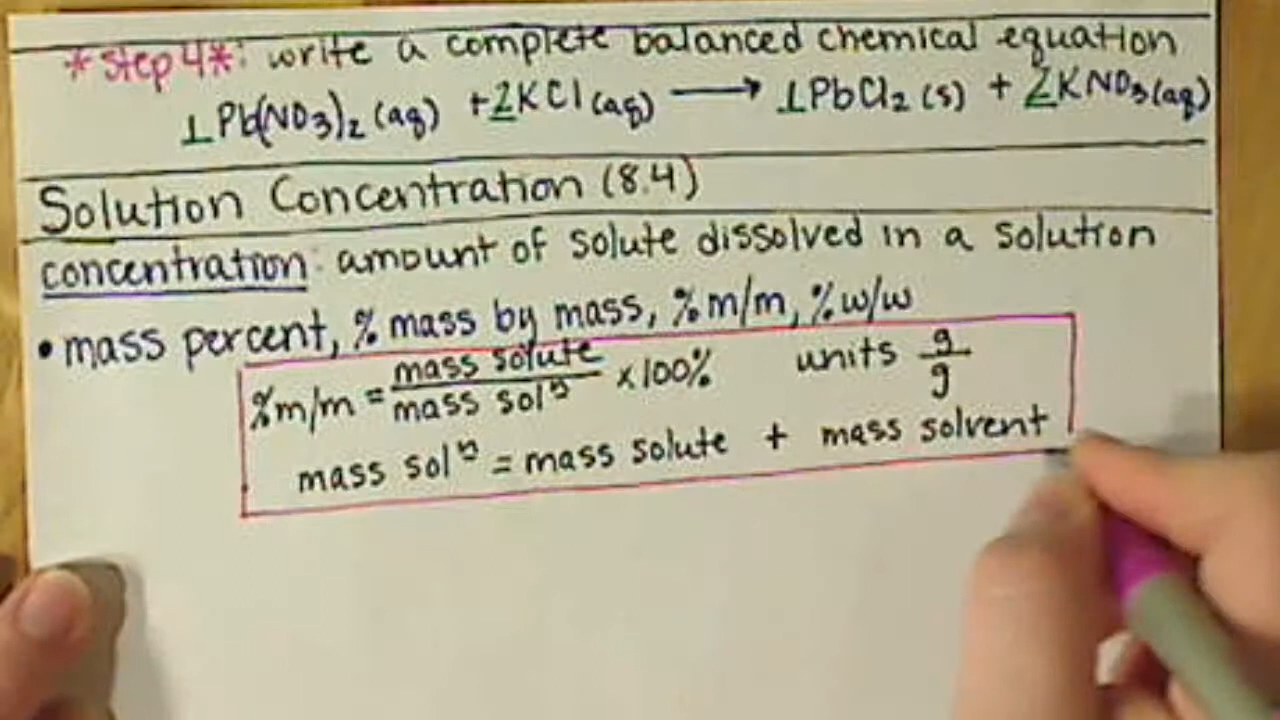 *Step 4*: write a complete balanced chemical equation
1Pb(NO3)2 (aq) + 2KCl (aq) → 1PbCl2 (s) + 2KNO3 (aq)
Solution Concentration (8.4)
concentration: amount of solute dissolved in a solution
• mass percent, % mass by mass, % m/m, % w/w
%m/m = mass solute / mass solⁿ x 100% units g/g
mass solⁿ = mass solute + mass solvent